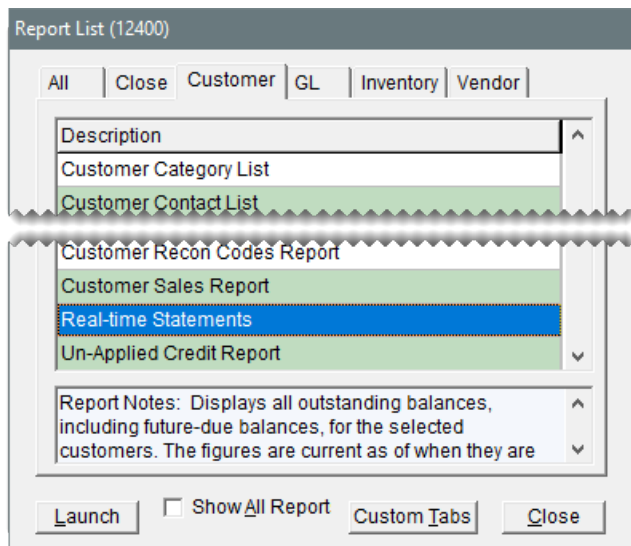 Report List (12400)
All Close Customer GL Inventory Vendor
Description
Customer Category List
Customer Contact List
Customer Recon Codes Report
Customer Sales Report
Real-time Statements
Un-Applied Credit Report
Report Notes: Displays all outstanding balances,
including future-due balances, for the selected
customers. The figures are current as of when they are
Launch Show All Report Custom Tabs Close